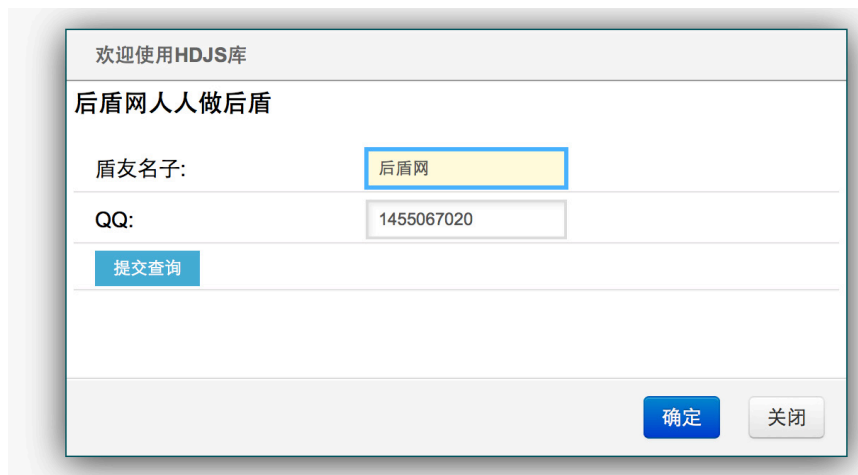 欢迎使用HDJS库
后盾网人人做后盾
盾友名子: 后盾网
QQ: 1455067020
提交查询
确定 关闭